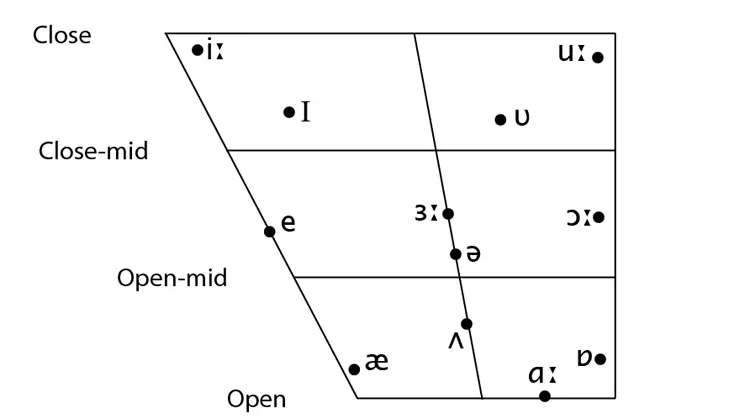 Close
iː
uː
I
ʊ
Close-mid
e
ɜː
ɔː
ə
Open-mid
ʌ
æ
ɒ
ɑː
Open